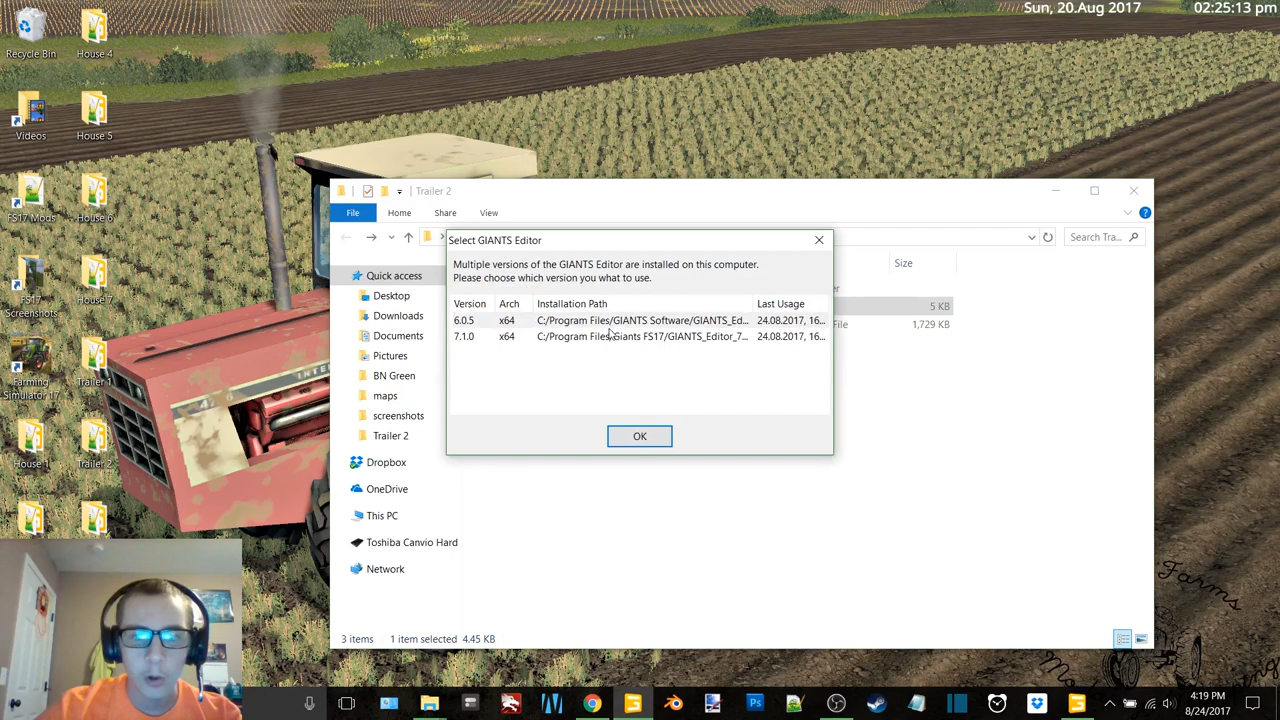 Sun, 20.Aug 2017
02:25:13 pm
Recycle Bin
House 4
Videos
House 5
FS17 Mods
House 6
FS17
Screenshots
House 7
Farming
Simulator 17
Trailer 1
House 1
Trailer 2
Trailer 2
File
Home
Share
View
Search Tra...
Quick access
Desktop
Downloads
Documents
Pictures
BN Green
maps
screenshots
Trailer 2
Dropbox
OneDrive
This PC
Toshiba Canvio Hard
Network
Size
5 KB
File
1,729 KB
3 items
1 item selected 4.45 KB
Select GIANTS Editor
Multiple versions of the GIANTS Editor are installed on this computer.
Please choose which version you what to use.
Version
Arch
Installation Path
Last Usage
6.0.5
x64
C:/Program Files/GIANTS Software/GIANTS_Ed...
24.08.2017, 16...
7.1.0
x64
C:/Program Files/Giants FS17/GIANTS_Editor_7...
24.08.2017, 16...
OK
Farms
4:19 PM
8/24/2017